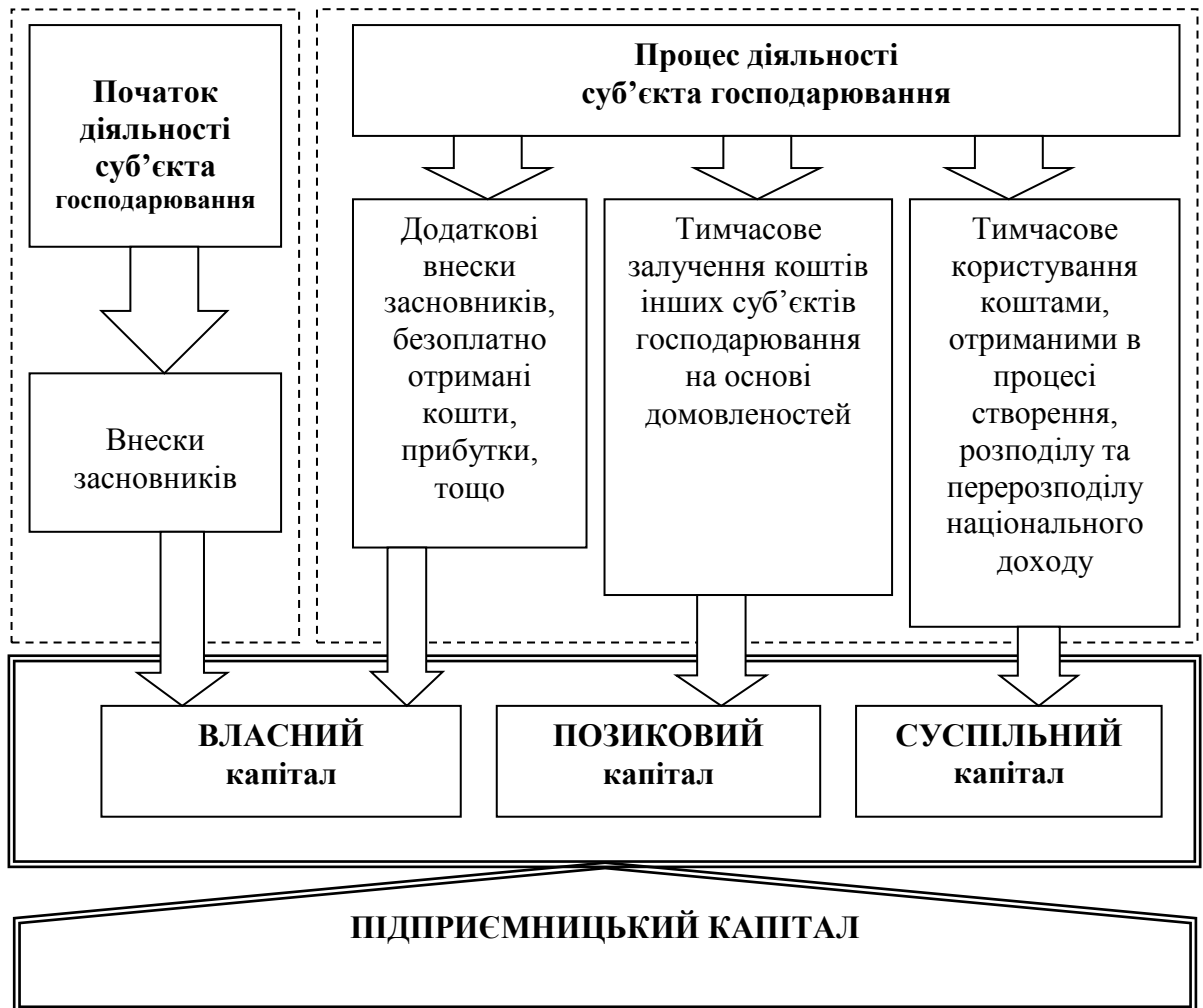 Початок
діяльності
суб’єкта
господарювання
Внески
засновників
Процес діяльності
суб’єкта господарювання
Додаткові
внески
засновників,
безоплатно
отримані
кошти,
прибутки,
тощо
Тимчасове
залучення коштів
інших суб’єктів
господарювання
на основі
домовленостей
Тимчасове
користування
коштами,
отриманими в
процесі
створення,
розподілу та
перерозподілу
національного
доходу
ВЛАСНИЙ
капітал
ПОЗИКОВИЙ
капітал
СУСПІЛЬНИЙ
капітал
ПІДПРИЄМНИЦЬКИЙ КАПІТАЛ